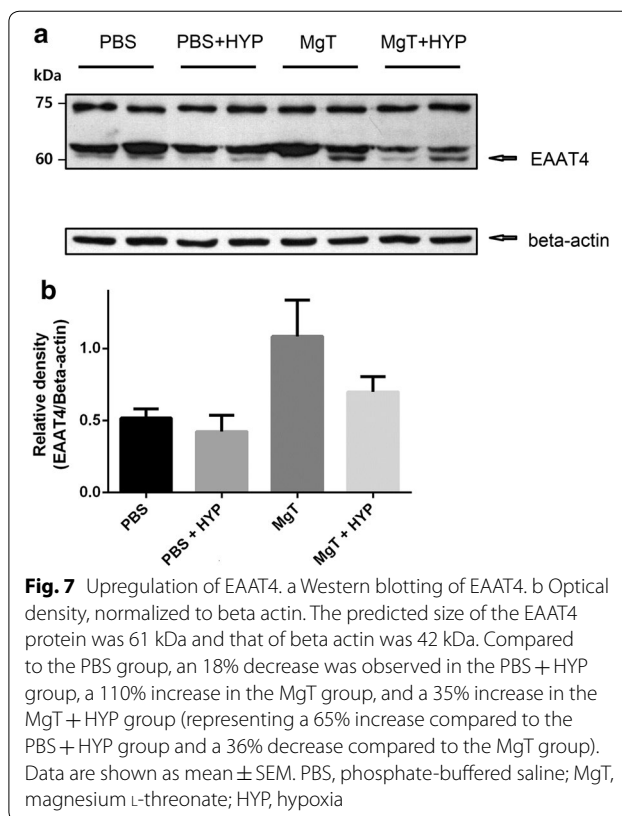 a
PBS PBS+HYP MgT MgT+HYP
kDa
75
60
EAAT4
beta-actin
b
Relative density
(EAAT4/Beta-actin)
1.0
0.5
0.0
PBS
PBS + HYP
MgT
MgT + HYP
Fig. 7 Upregulation of EAAT4. a Western blotting of EAAT4. b Optical
density, normalized to beta actin. The predicted size of the EAAT4
protein was 61 kDa and that of beta actin was 42 kDa. Compared
to the PBS group, an 18% decrease was observed in the PBS + HYP
group, a 110% increase in the MgT group, and a 35% increase in the
MgT + HYP group (representing a 65% increase compared to the
PBS + HYP group and a 36% decrease compared to the MgT group).
Data are shown as mean ± SEM. PBS, phosphate-buffered saline; MgT,
magnesium L-threonate; HYP, hypoxia